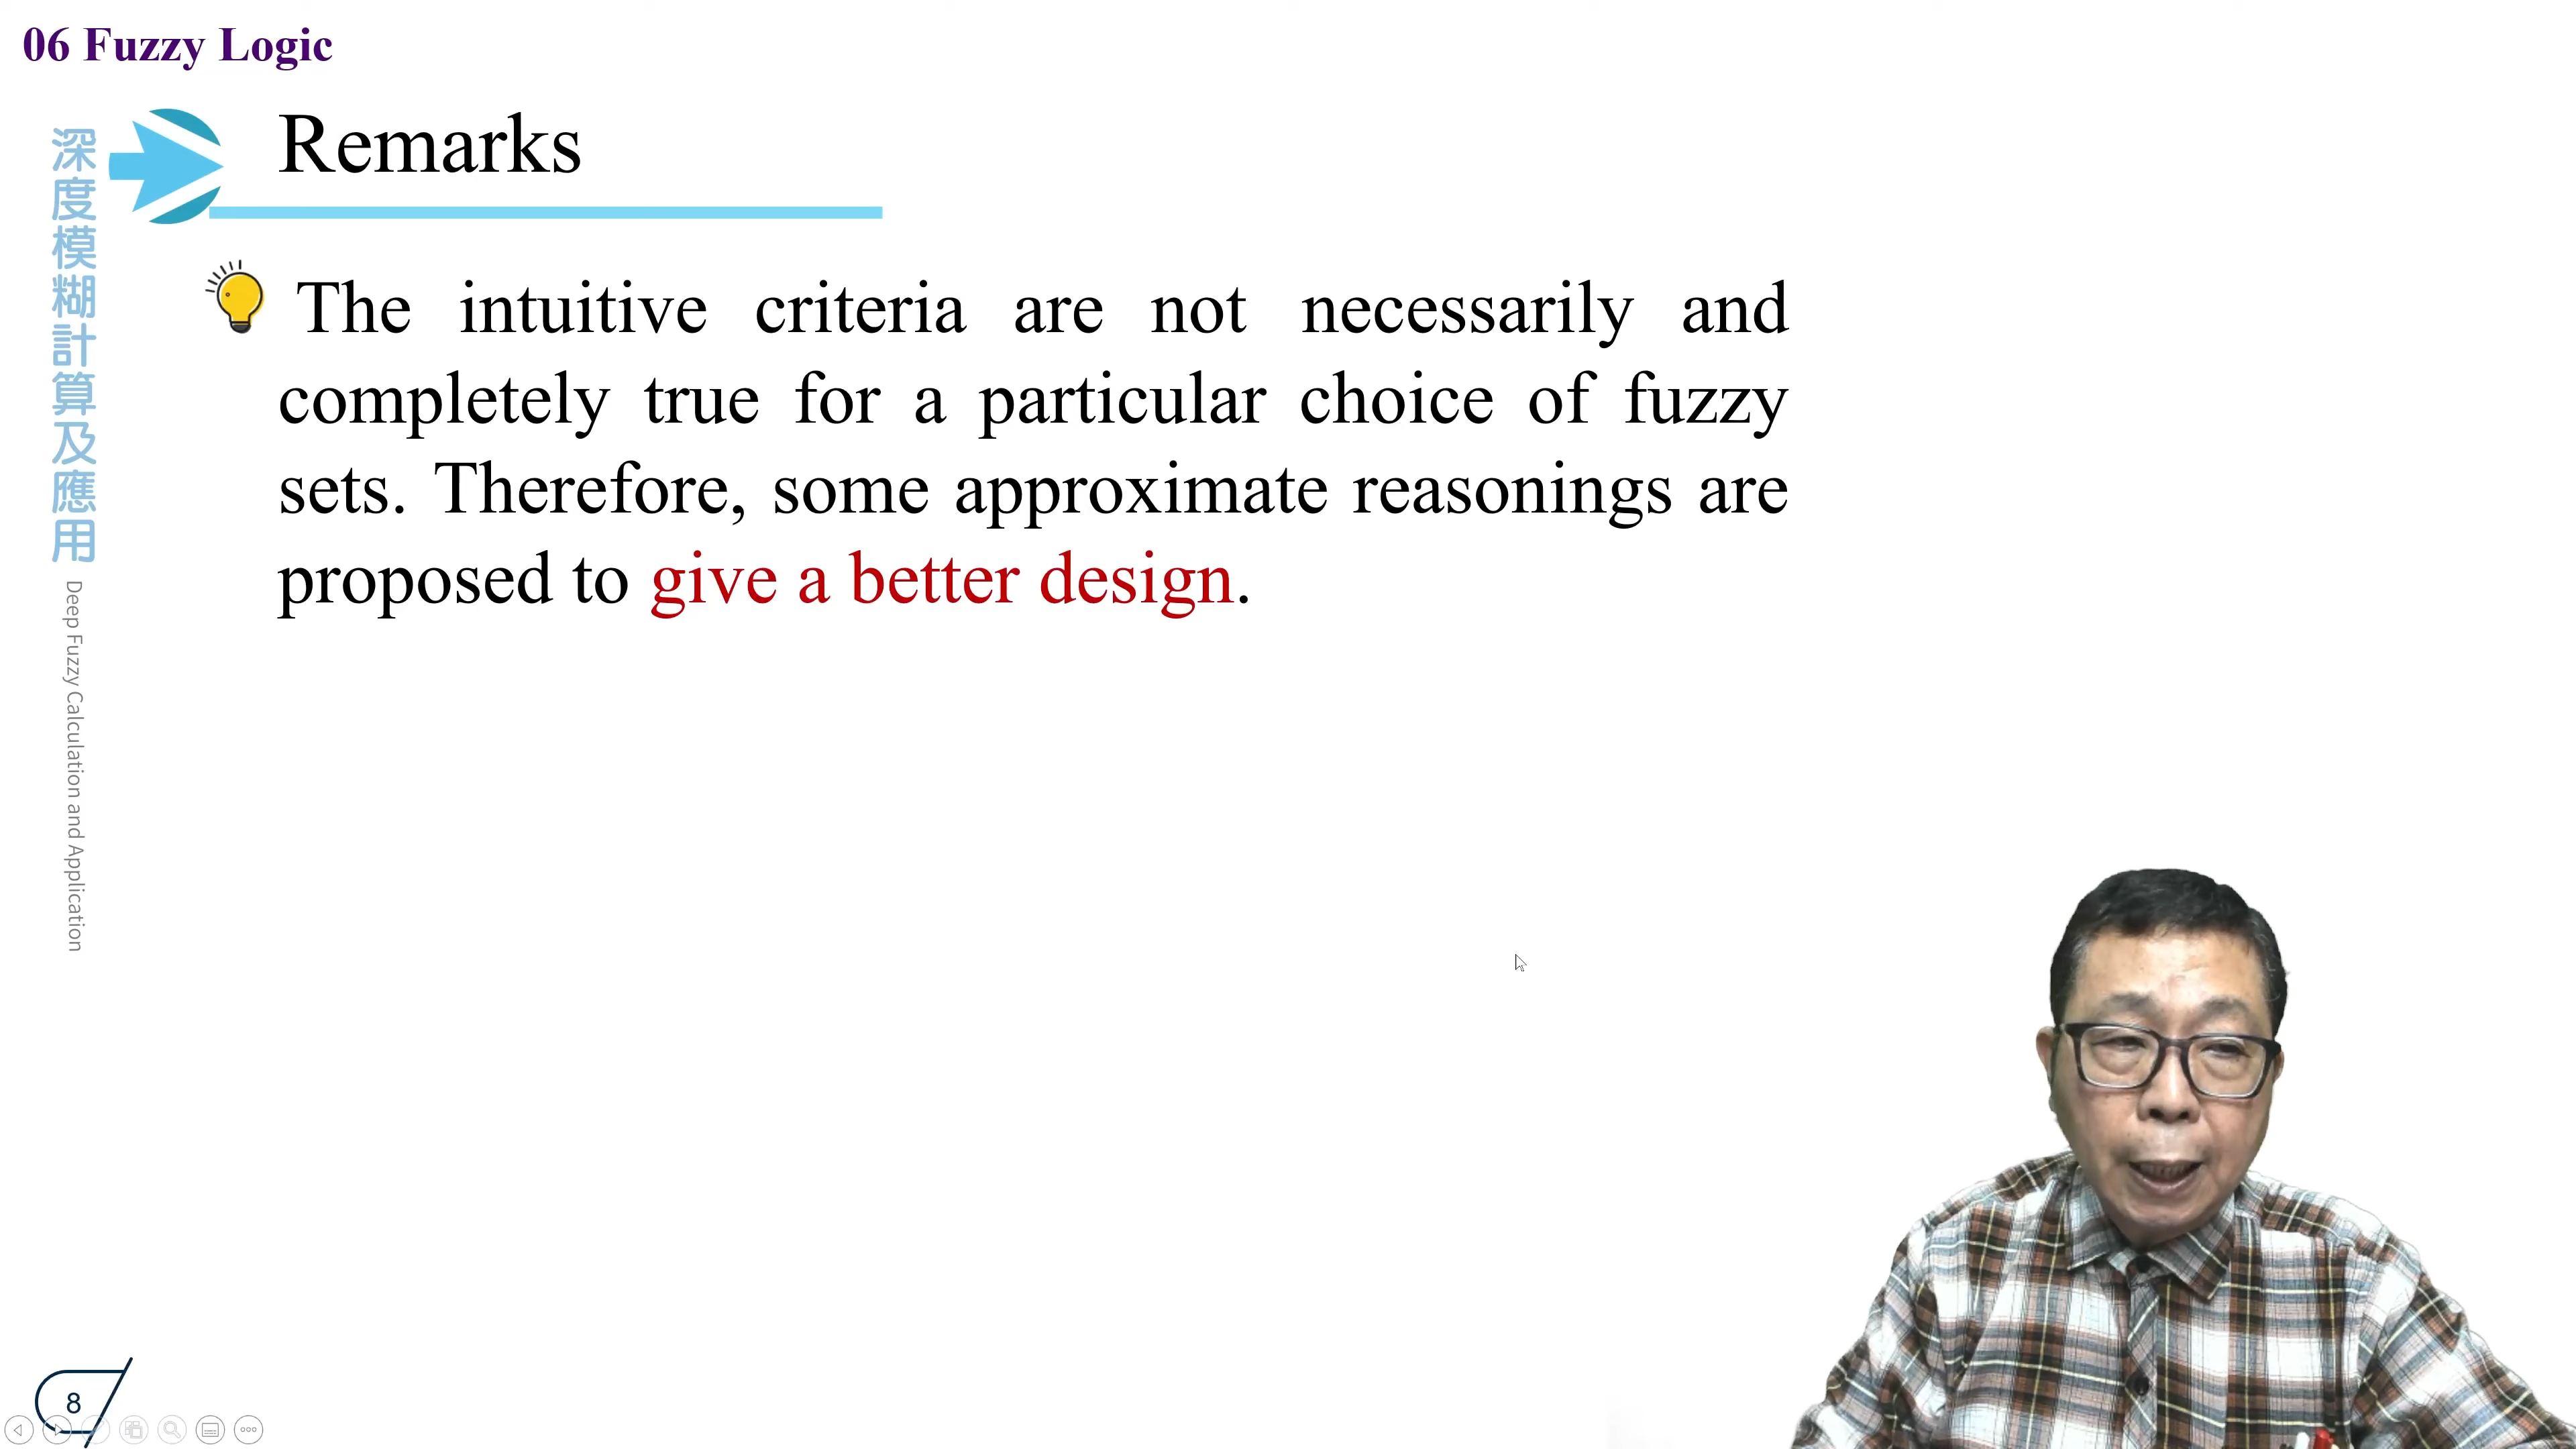 06 Fuzzy Logic
深度模糊計算及應用
Deep Fuzzy Calculation and Application
Remarks
The intuitive criteria are not necessarily and
completely true for a particular choice of fuzzy
sets. Therefore, some approximate reasonings are
proposed to give a better design.
8